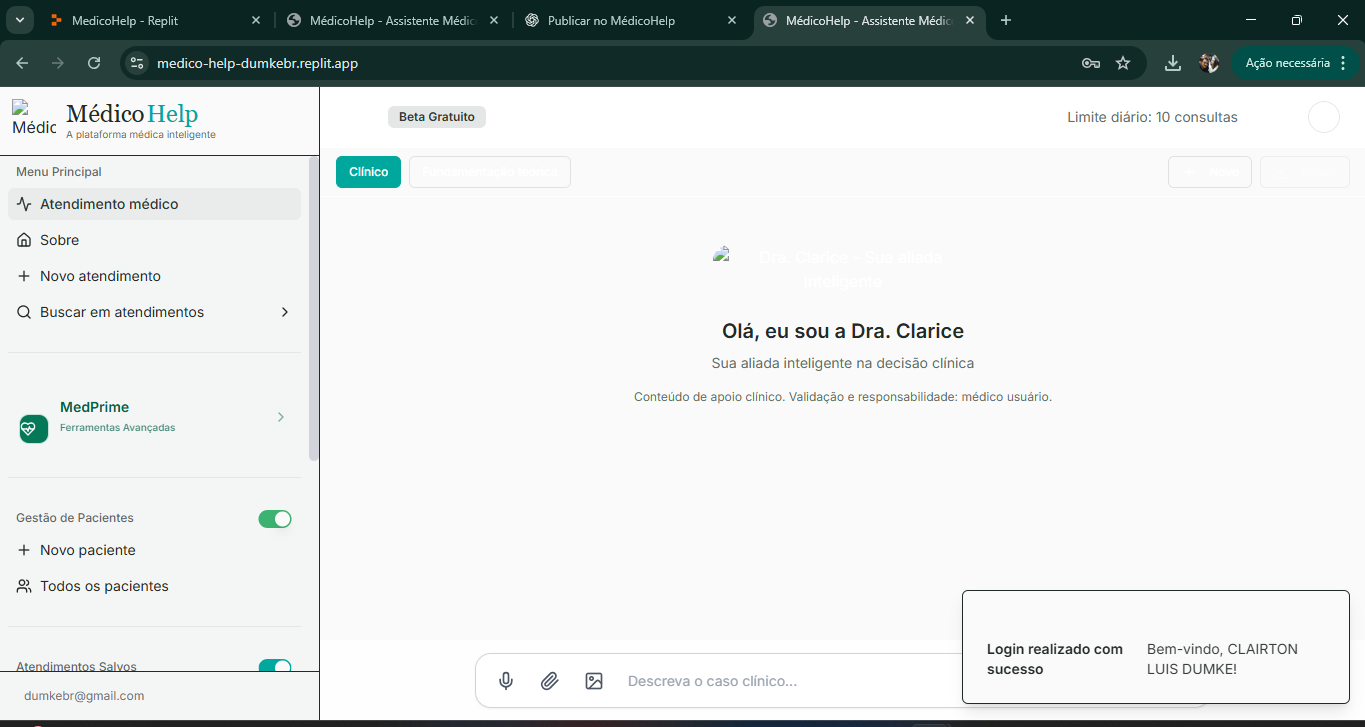 MedicoHelp - Replit
MédicoHelp - Assistente Médic
Publicar no MédicoHelp
MédicoHelp - Assistente Médic
medico-help-dumkebr.replit.app
Ação necessária
Médic
MédicoHelp
A plataforma médica inteligente
Beta Gratuito
Limite diário: 10 consultas
Menu Principal
Clínico
Fundamentação teórica
Novo
Atendimento médico
Sobre
Novo atendimento
Buscar em atendimentos
Dra. Clarice - Sua aliada
Inteligente
Olá, eu sou a Dra. Clarice
Sua aliada inteligente na decisão clínica
Conteúdo de apoio clínico. Validação e responsabilidade: médico usuário.
MedPrime
Ferramentas Avançadas
Gestão de Pacientes
Novo paciente
Todos os pacientes
Atendimentos Salvos
dumkebr@gmail.com
Descreva o caso clínico...
Login realizado com
sucesso
Bem-vindo, CLAIRTON
LUIS DUMKE!